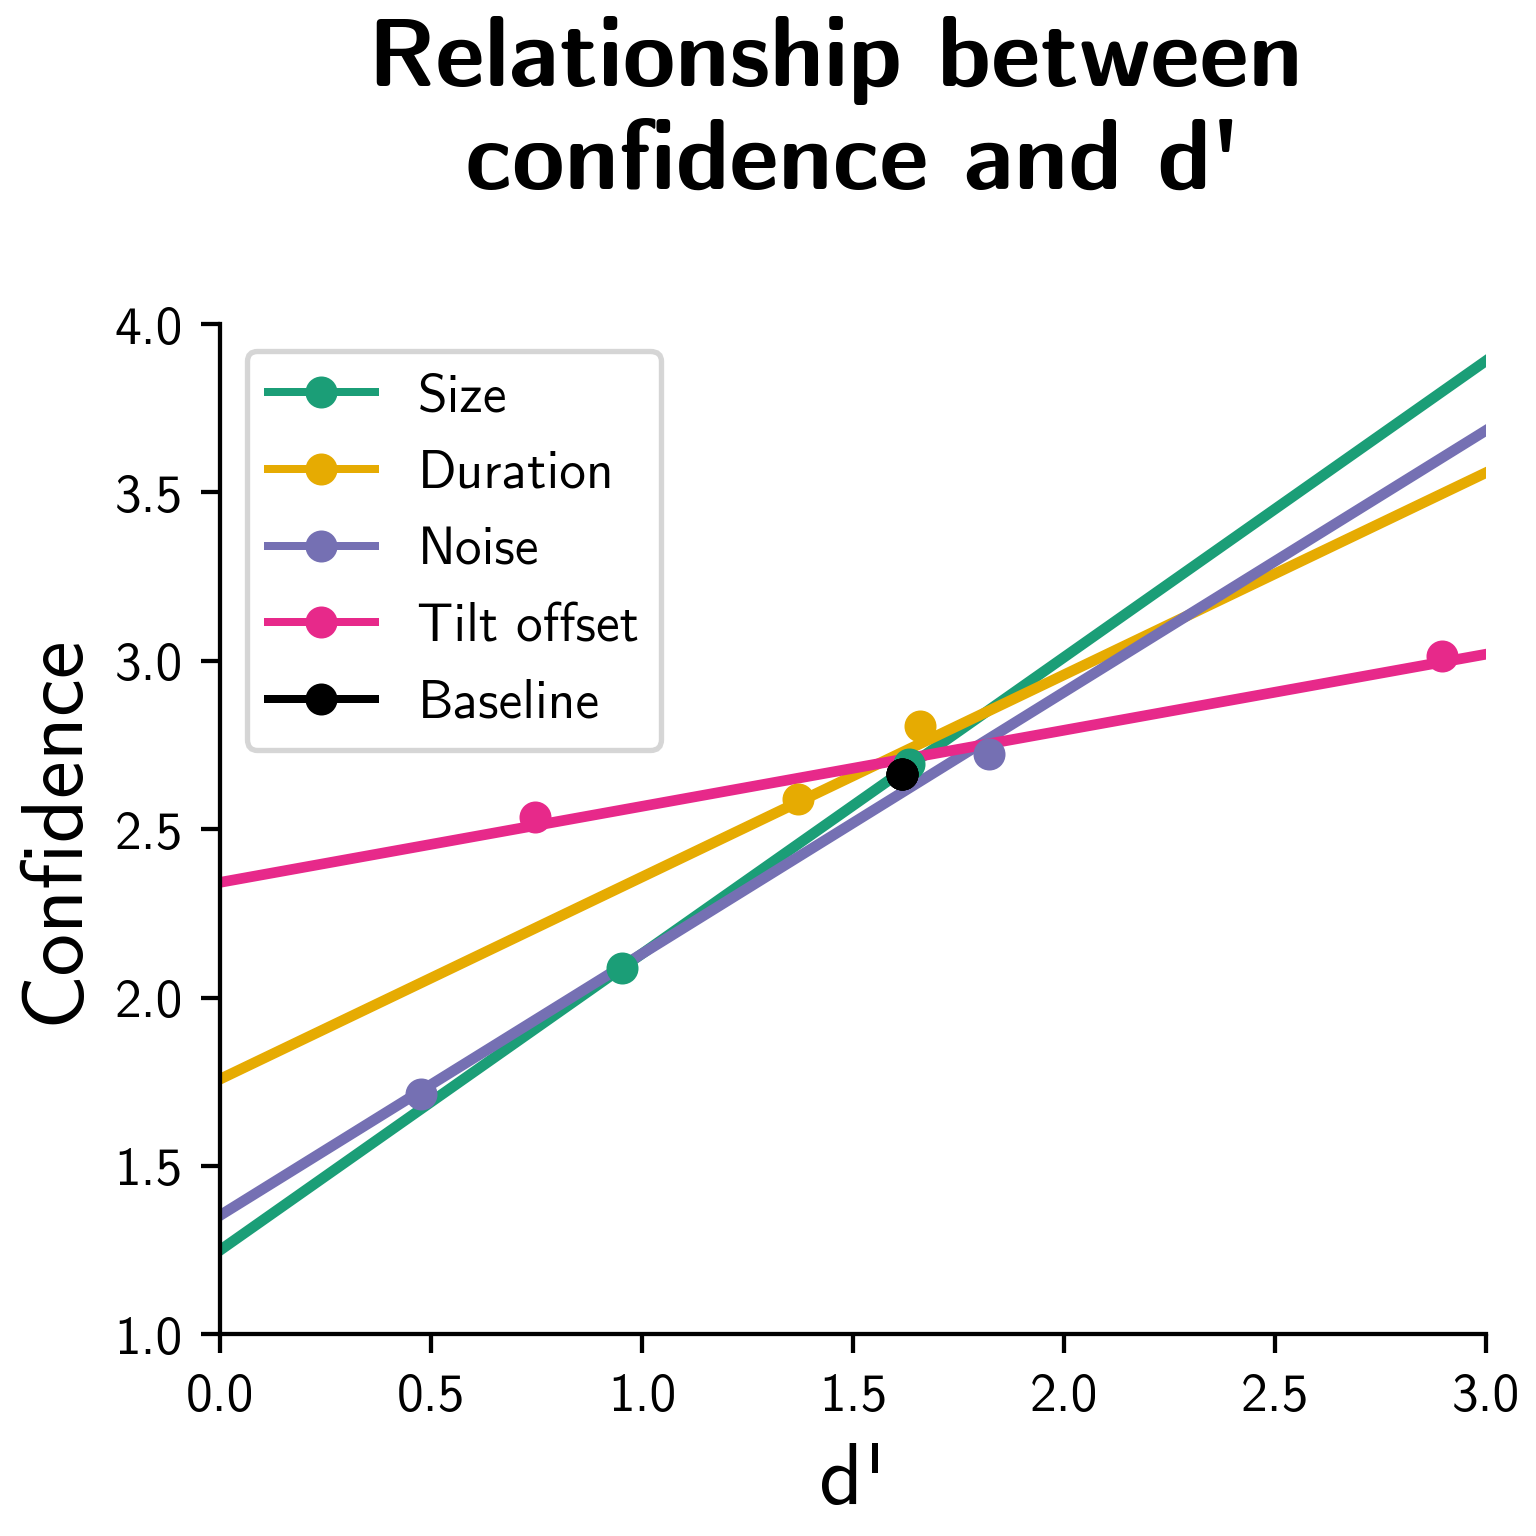 Relationship between
confidence and d'
4.0
3.5
3.0
2.5
2.0
1.5
1.0
Confidence
Size
Duration
Noise
Tilt offset
Baseline
0.0 0.5 1.0 1.5 2.0 2.5 3.0
d'